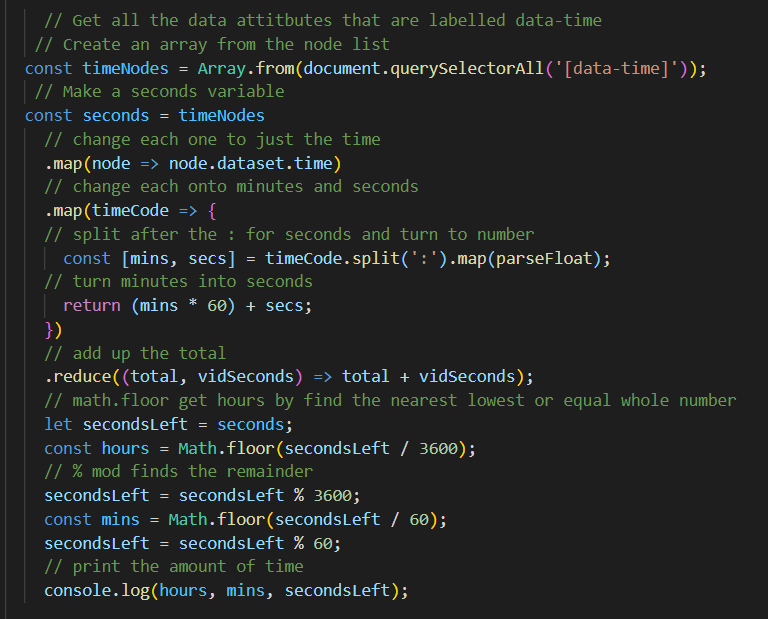 // Get all the data attitbutes that are labelled data-time
// Create an array from the node list
const timeNodes = Array.from(document.querySelectorAll('[data-time]'));
// Make a seconds variable
const seconds = timeNodes
// change each one to just the time
.map(node => node.dataset.time)
// change each onto minutes and seconds
.map(timeCode => {
// split after the : for seconds and turn to number
const [mins, secs] = timeCode.split(':').map(parseFloat);
// turn minutes into seconds
return (mins * 60) + secs;
})
// add up the total
.reduce((total, vidSeconds) => total + vidSeconds);
// math.floor get hours by find the nearest lowest or equal whole number
let secondsLeft = seconds;
const hours = Math.floor(secondsLeft / 3600);
// % mod finds the remainder
secondsLeft = secondsLeft % 3600;
const mins = Math.floor(secondsLeft / 60);
secondsLeft = secondsLeft % 60;
// print the amount of time
console.log(hours, mins, secondsLeft);